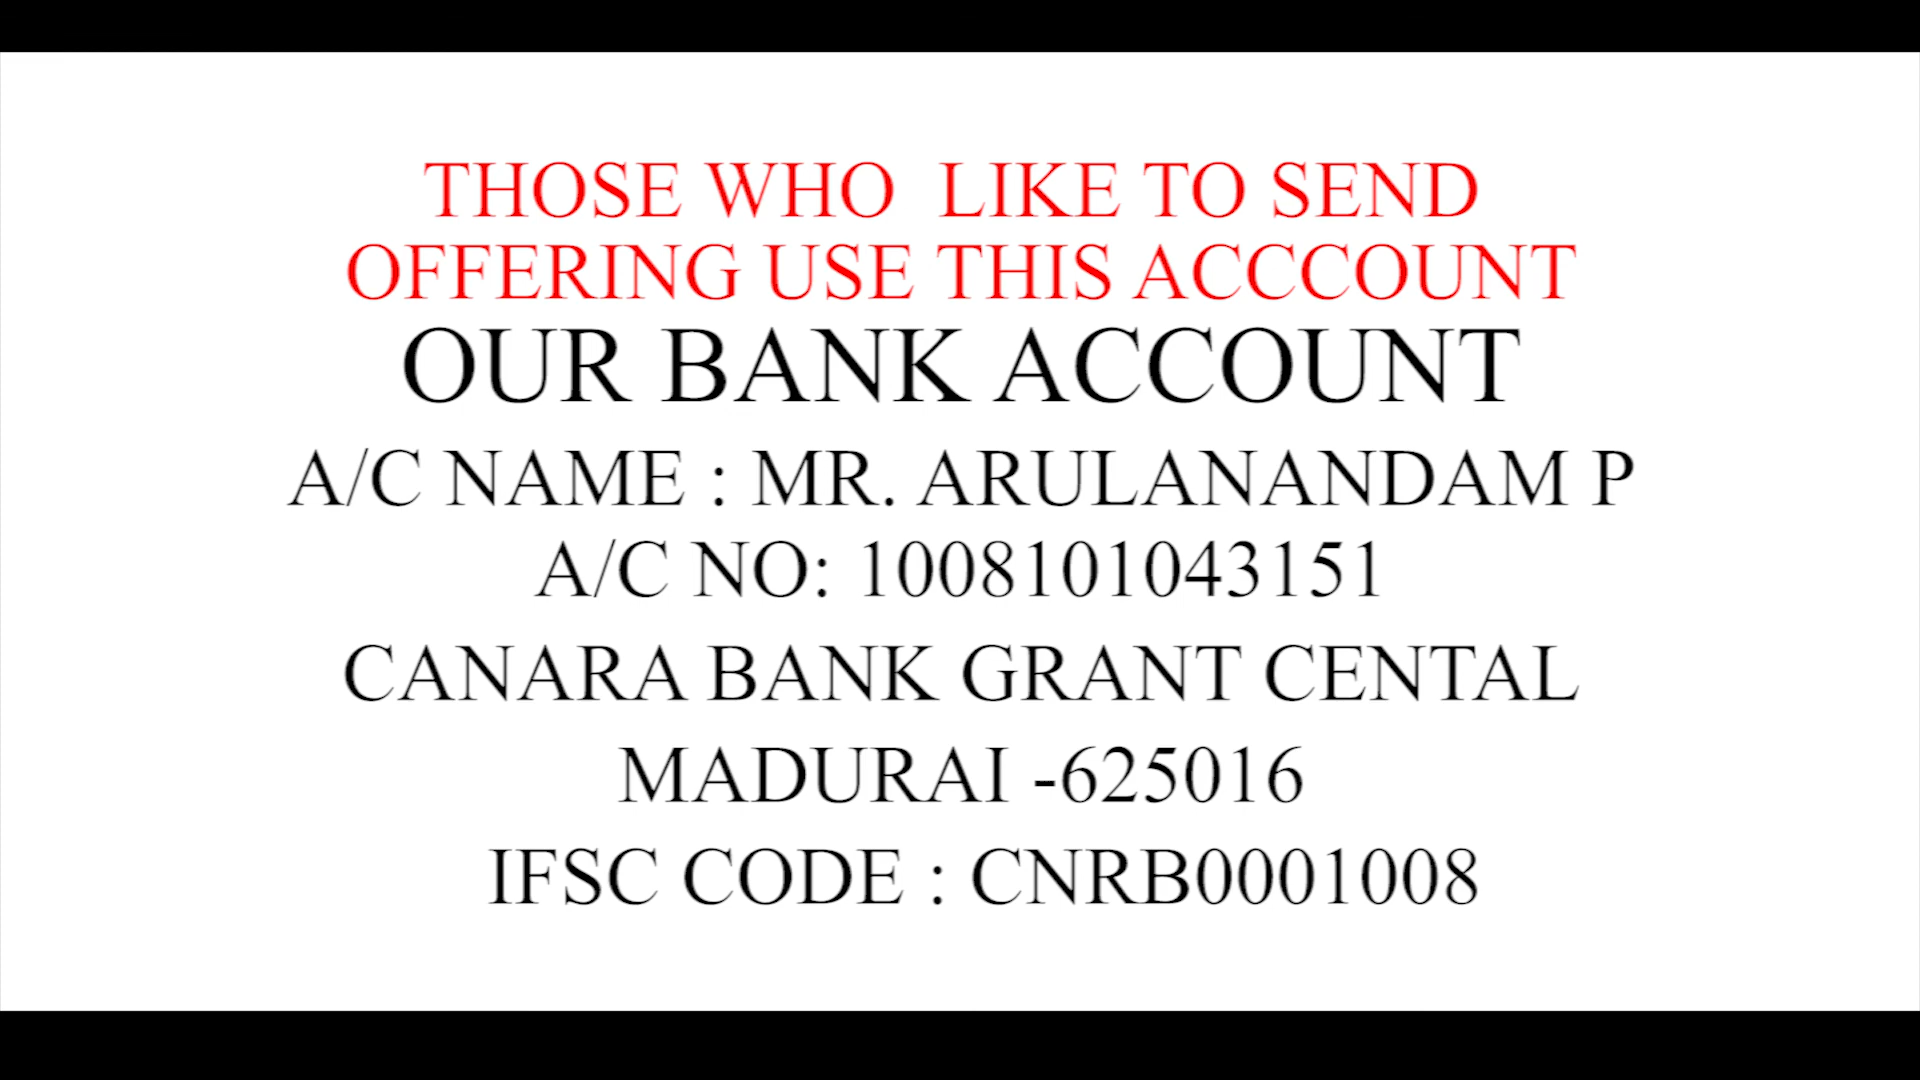 THOSE WHO LIKE TO SEND
OFFERING USE THIS ACCCOUNT
OUR BANK ACCOUNT
A/C NAME : MR. ARULANANDAM P
A/C NO: 1008101043151
CANARA BANK GRANT CENTAL
MADURAI -625016
IFSC CODE : CNRB0001008